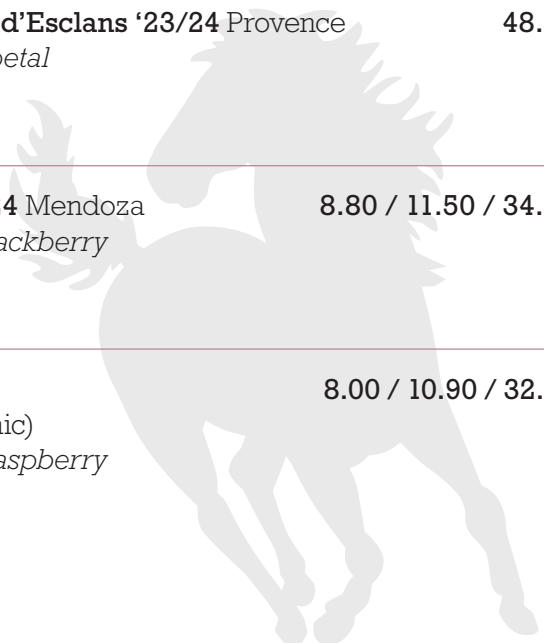 d’Esclans ‘23/24 Provence 48.
petal
24 Mendoza 8.80 / 11.50 / 34.
ackberry
8.00 / 10.90 / 32.
nic)
aspberry